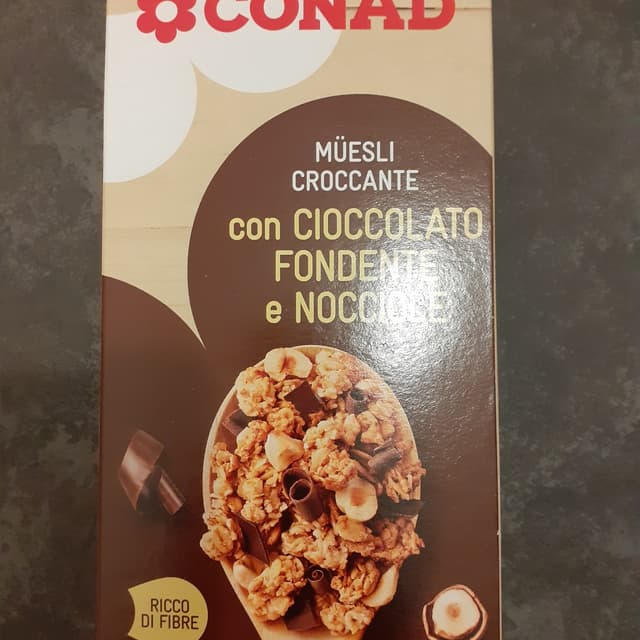 CONAD
MÜESLI
CROCCANTE
con CIOCCOLATO
FONDENTE
e NOCCIOLE
RICCO
DI FIBRE